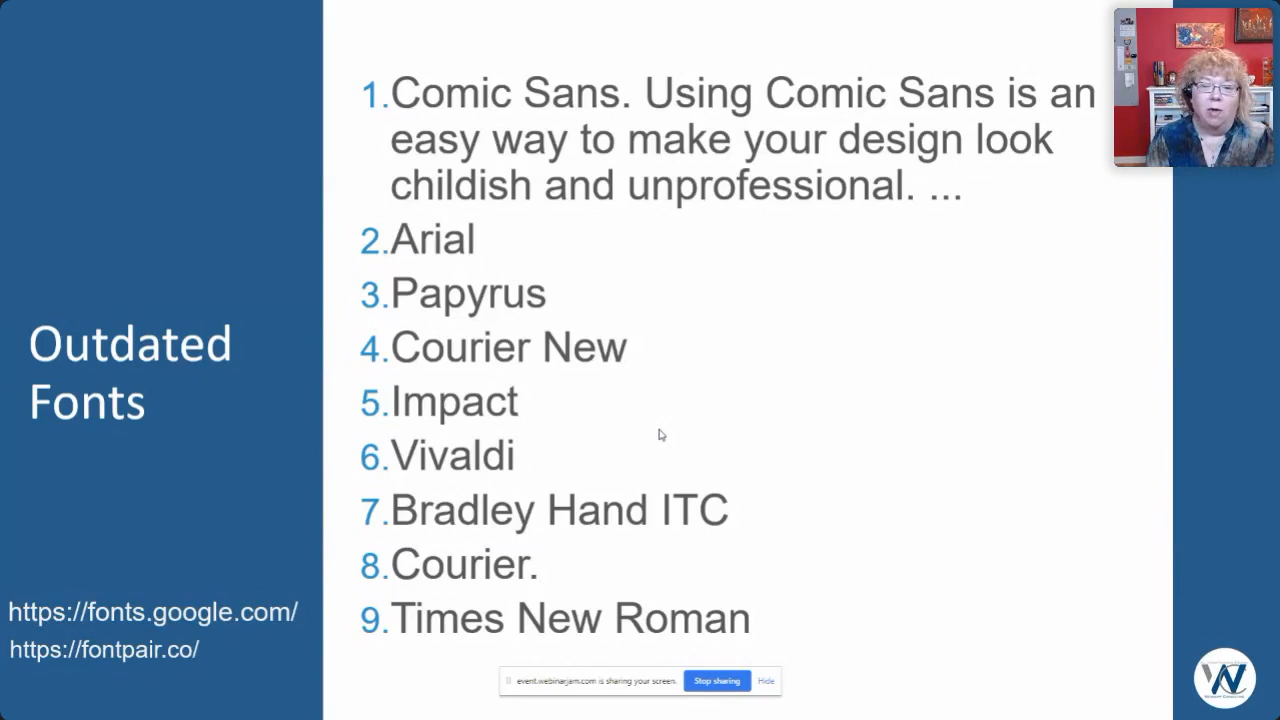 1.Comic Sans. Using Comic Sans is an
easy way to make your design look
childish and unprofessional. ...
2.Arial
3.Papyrus
4.Courier New
5.Impact
6.Vivaldi
7.Bradley Hand ITC
8.Courier.
9.Times New Roman
Outdated
Fonts
https://fonts.google.com/
https://fontpair.co/
event.webinarjam.com is sharing your screen. Stop sharing Hide